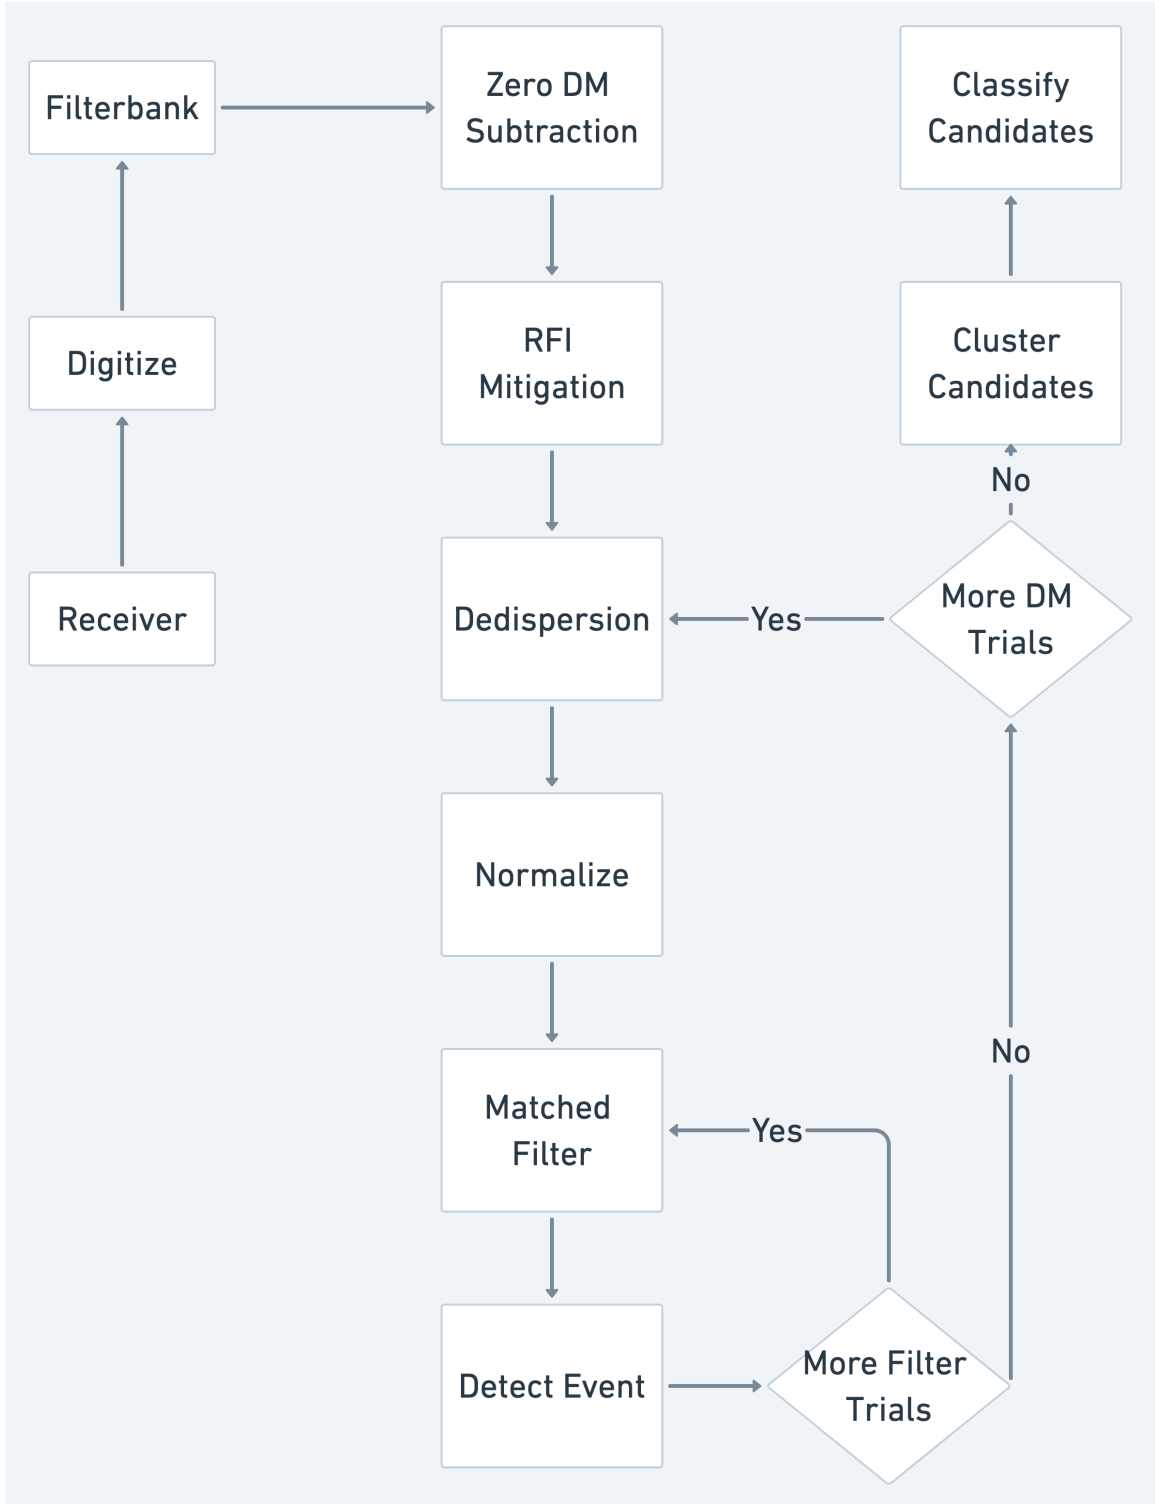 Filterbank
Digitize
Receiver
Zero DM
Subtraction
RFI
Mitigation
Dedispersion
Normalize
Matched
Filter
Detect Event
More Filter
Trials
Yes
No
More DM
Trials
Yes
No
Cluster
Candidates
Classify
Candidates